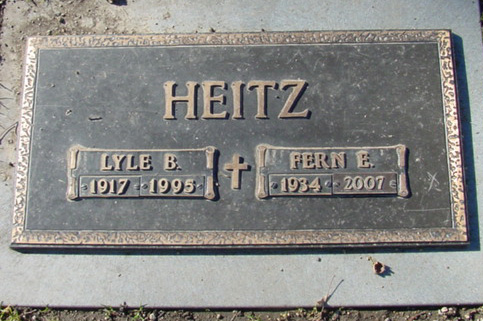 HEITZ
LYLE B. FERN E.
1917 1995 1934 2007